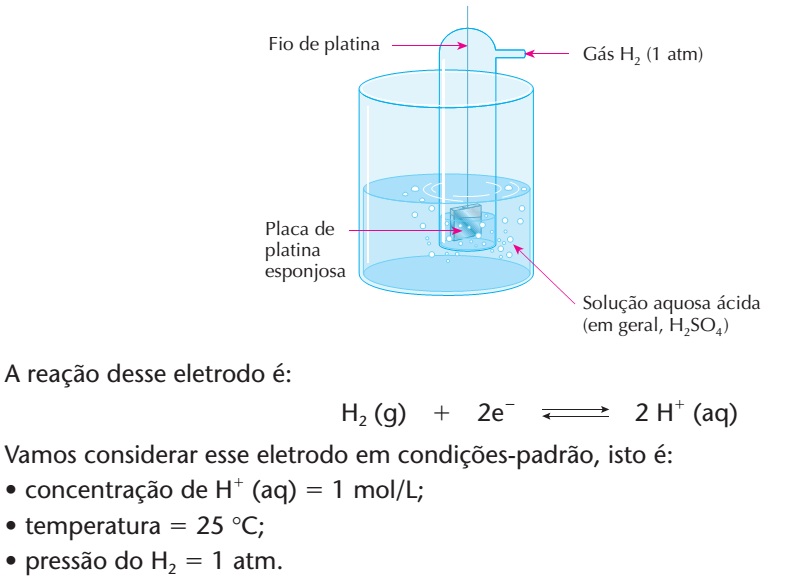 Fio de platina
Gás H₂ (1 atm)
Placa de
platina
esponjosa
Solução aquosa ácida
(em geral, H₂SO₄)
A reação desse eletrodo é:
H₂ (g) + 2e⁻ ⇌ 2 H⁺ (aq)
Vamos considerar esse eletrodo em condições-padrão, isto é:
• concentração de H⁺ (aq) = 1 mol/L;
• temperatura = 25 °C;
• pressão do H₂ = 1 atm.